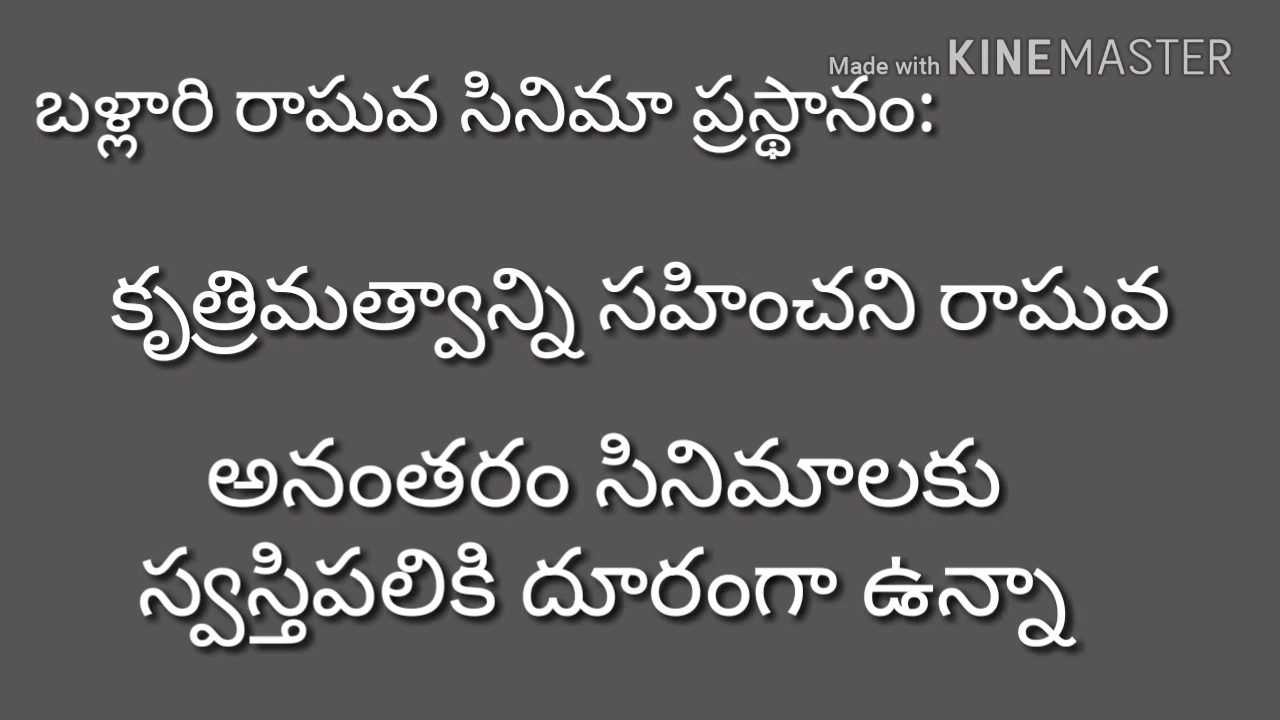 Made with KINEMASTER
బళ్లారి రాఘవ సినిమా ప్రస్థానం:
కృత్రిమత్వాన్ని సహించని రాఘవ
అనంతరం సినిమాలకు
స్వస్తిపలికి దూరంగా ఉన్నా